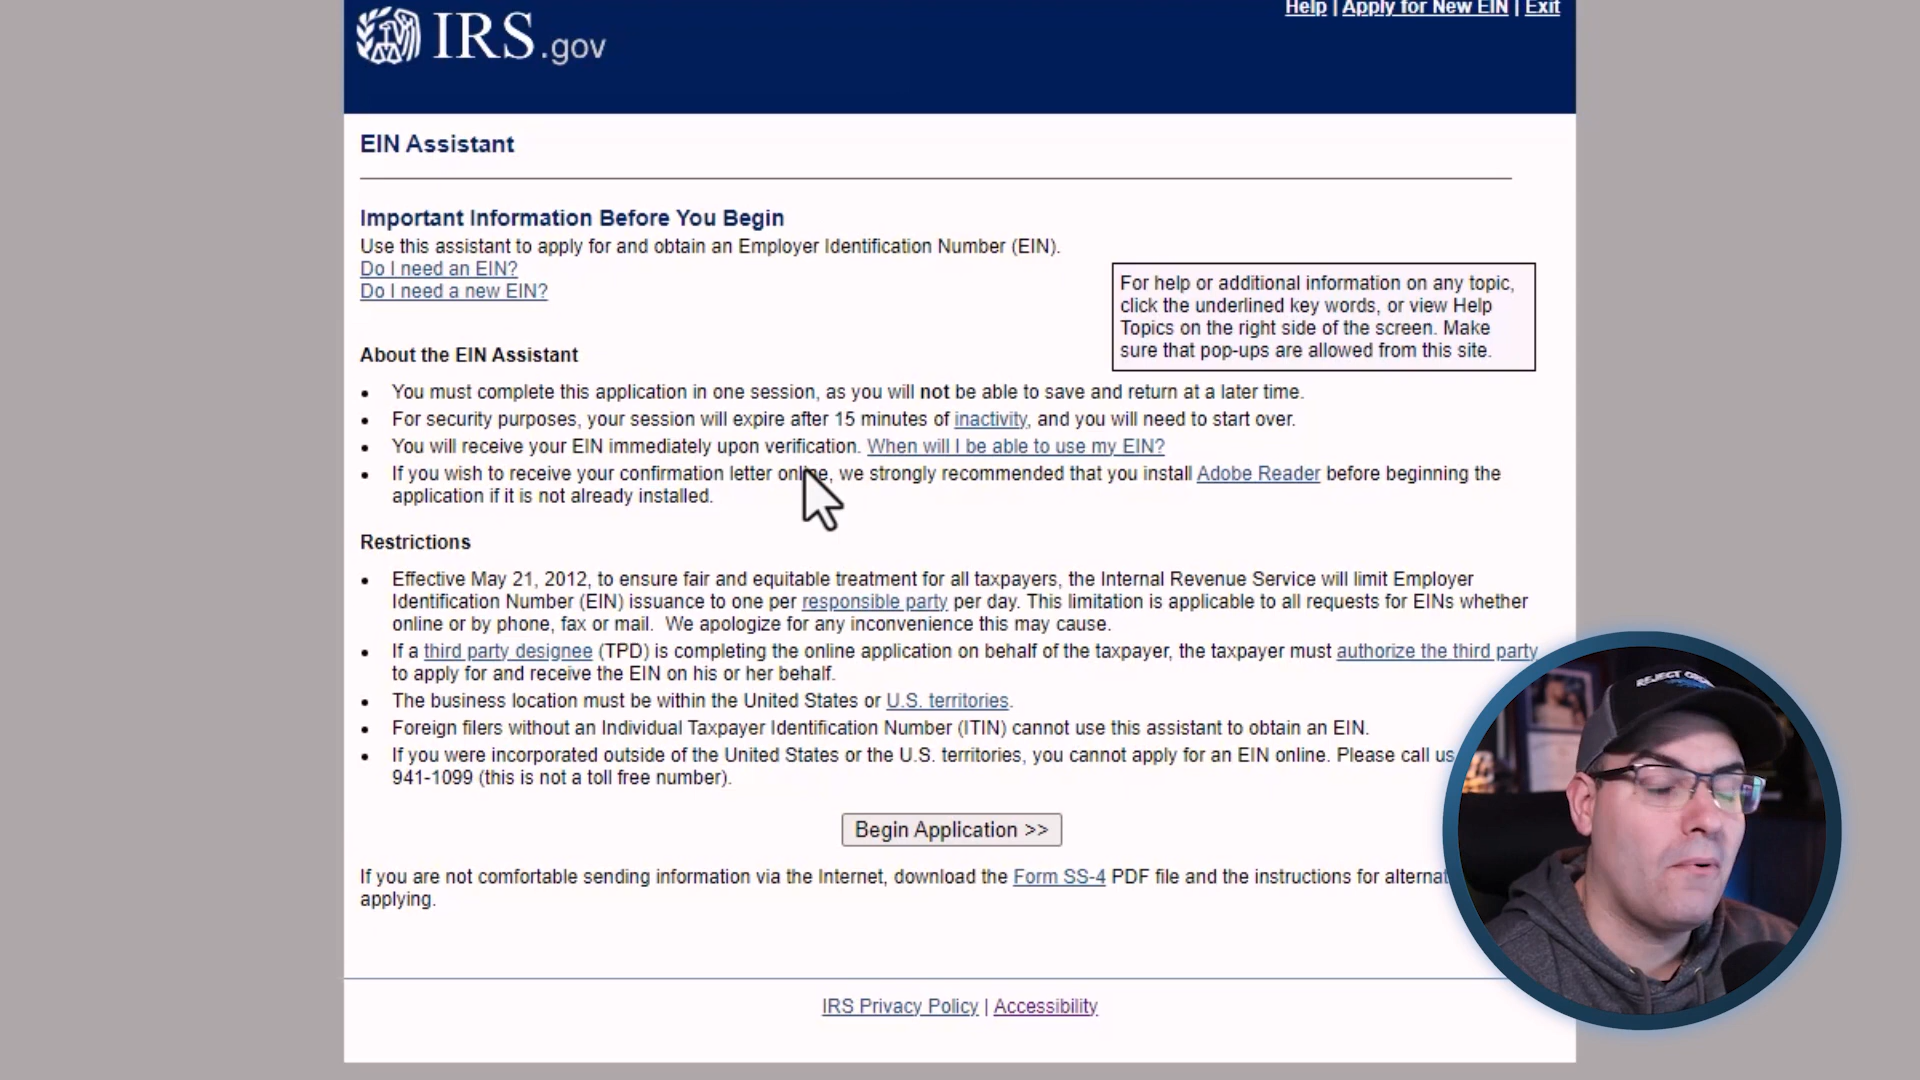 Help | Apply for New EIN | Exit
IRS.gov
EIN Assistant
Important Information Before You Begin
Use this assistant to apply for and obtain an Employer Identification Number (EIN).
Do I need an EIN?
Do I need a new EIN?
For help or additional information on any topic,
click the underlined key words, or view Help
Topics on the right side of the screen. Make
sure that pop-ups are allowed from this site.
About the EIN Assistant
• You must complete this application in one session, as you will not be able to save and return at a later time.
• For security purposes, your session will expire after 15 minutes of inactivity, and you will need to start over.
• You will receive your EIN immediately upon verification. When will I be able to use my EIN?
• If you wish to receive your confirmation letter online, we strongly recommended that you install Adobe Reader before beginning the
application if it is not already installed.
Restrictions
• Effective May 21, 2012, to ensure fair and equitable treatment for all taxpayers, the Internal Revenue Service will limit Employer
Identification Number (EIN) issuance to one per responsible party per day. This limitation is applicable to all requests for EINs whether
online or by phone, fax or mail. We apologize for any inconvenience this may cause.
• If a third party designee (TPD) is completing the online application on behalf of the taxpayer, the taxpayer must authorize the third party
to apply for and receive the EIN on his or her behalf.
• The business location must be within the United States or U.S. territories.
• Foreign filers without an Individual Taxpayer Identification Number (ITIN) cannot use this assistant to obtain an EIN.
• If you were incorporated outside of the United States or the U.S. territories, you cannot apply for an EIN online. Please call us
941-1099 (this is not a toll free number).
Begin Application >>
If you are not comfortable sending information via the Internet, download the Form SS-4 PDF file and the instructions for
applying.
IRS Privacy Policy | Accessibility
REJECT